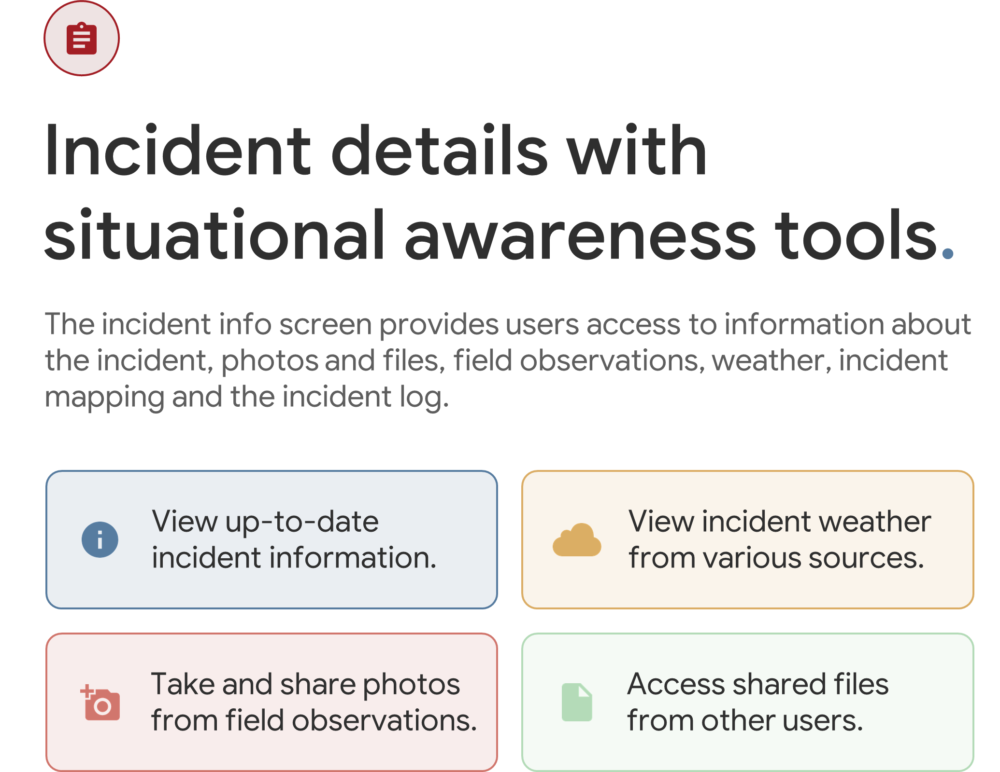 Incident details with
situational awareness tools.
The incident info screen provides users access to information about
the incident, photos and files, field observations, weather, incident
mapping and the incident log.
View up-to-date
incident information.
View incident weather
from various sources.
Take and share photos
from field observations.
Access shared files
from other users.